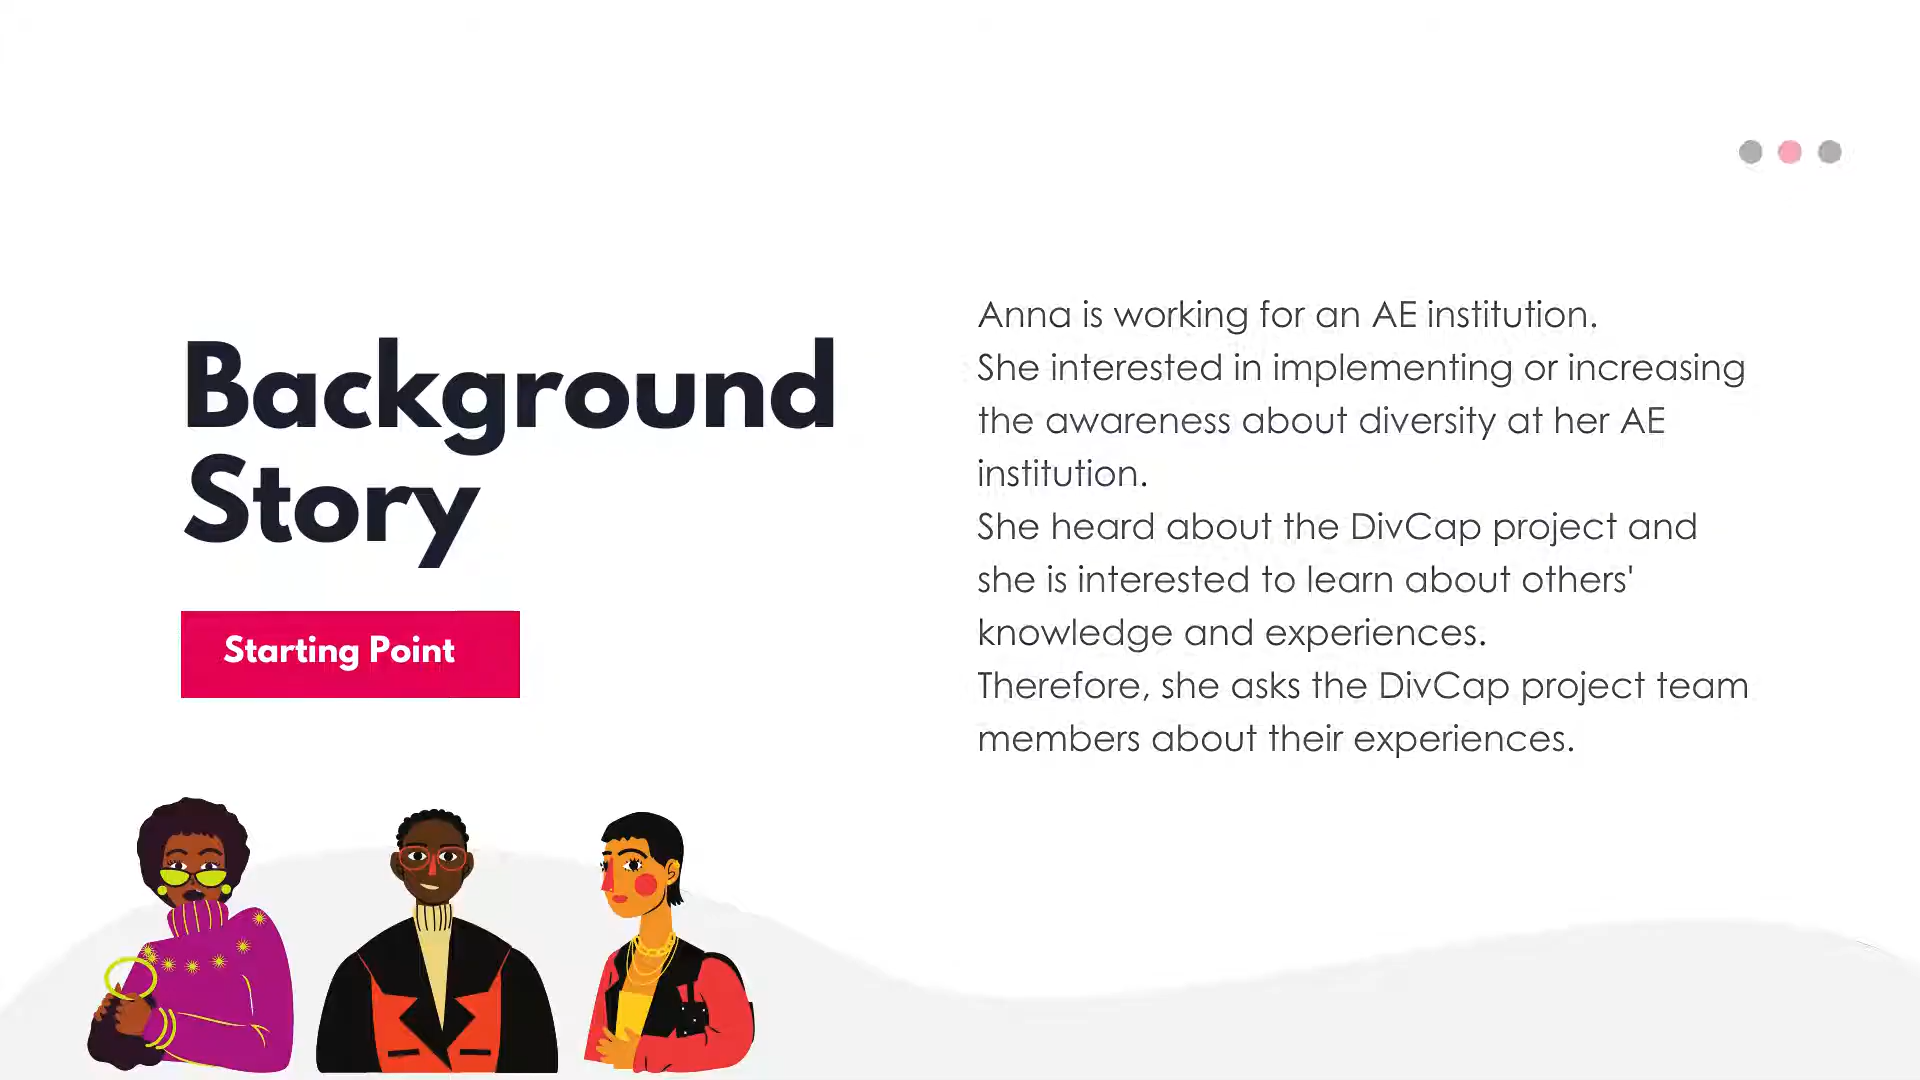 Background
Story
Starting Point
Anna is working for an AE institution.
She interested in implementing or increasing
the awareness about diversity at her AE
institution.
She heard about the DivCap project and
she is interested to learn about others'
knowledge and experiences.
Therefore, she asks the DivCap project team
members about their experiences.